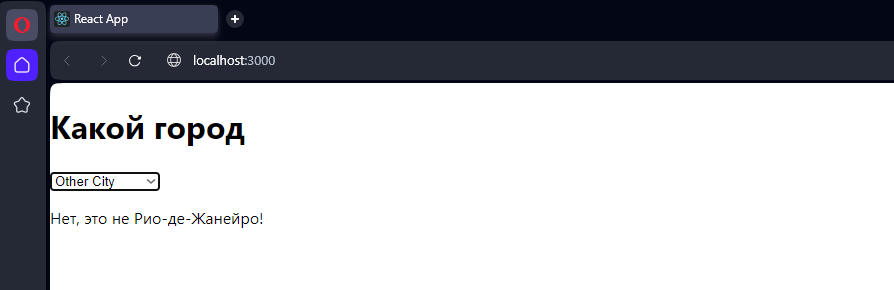 React App
localhost:3000
Какой город
Other City
Нет, это не Рио-де-Жанейро!